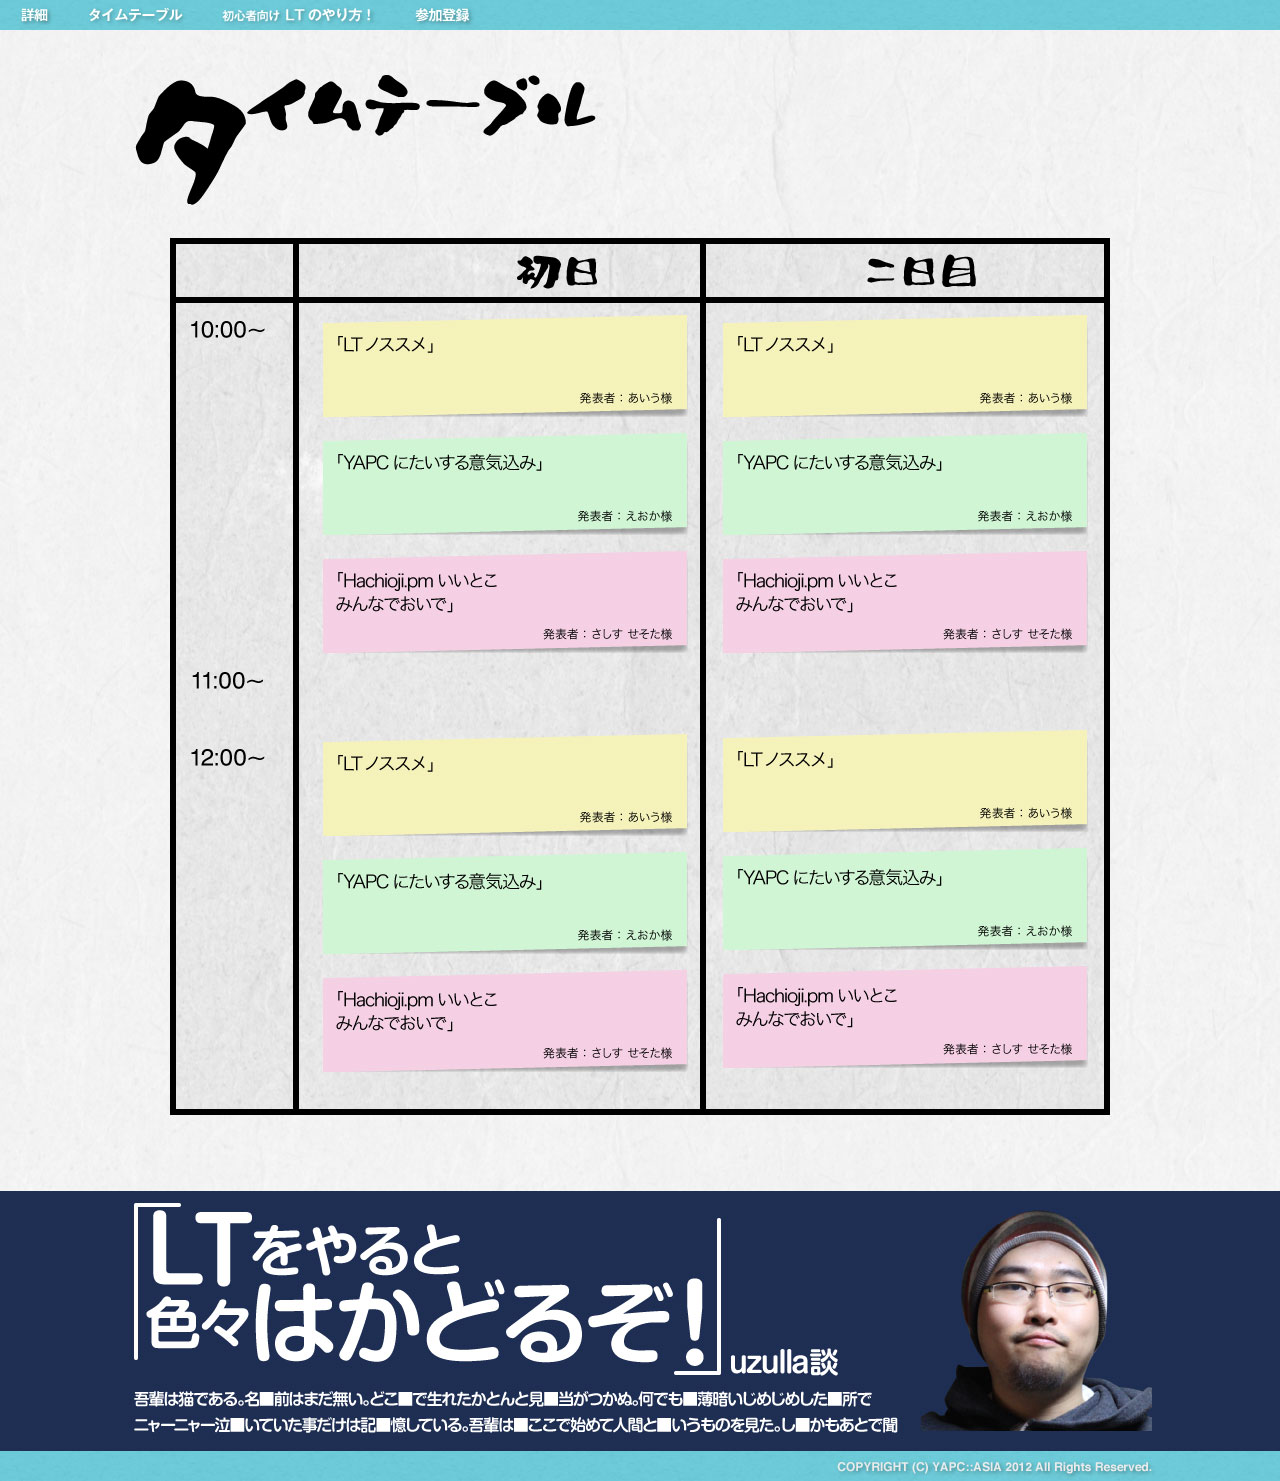 詳細 タイムテーブル 初心者向け LT のやり方！ 参加登録
タイムテーブル
初日 二日目
10:00～
「LT ノススメ」
発表者：あいう様
「YAPC にたいする意気込み」
発表者：えおか様
「Hachioji.pm いいとこ
みんなでおいで」
発表者：さしす せそた様
「LT ノススメ」
発表者：あいう様
「YAPC にたいする意気込み」
発表者：えおか様
「Hachioji.pm いいとこ
みんなでおいで」
発表者：さしす せそた様
11:00～
12:00～
「LT ノススメ」
発表者：あいう様
「YAPC にたいする意気込み」
発表者：えおか様
「Hachioji.pm いいとこ
みんなでおいで」
発表者：さしす せそた様
「LT ノススメ」
発表者：あいう様
「YAPC にたいする意気込み」
発表者：えおか様
「Hachioji.pm いいとこ
みんなでおいで」
発表者：さしす せそた様
「LTをやると
色々はかどるぞ！」
uzulla談
吾輩は猫である。名■前はまだ無い。どこ■で生れたかとんと見■当がつかぬ。何でも■薄暗いじめじめした■所で
ニャーニャー泣■いていた事だけは記■憶している。吾輩は■ここで始めて人間と■いうものを見た。し■かもあとで聞
COPYRIGHT (C) YAPC::ASIA 2012 All Rights Reserved.